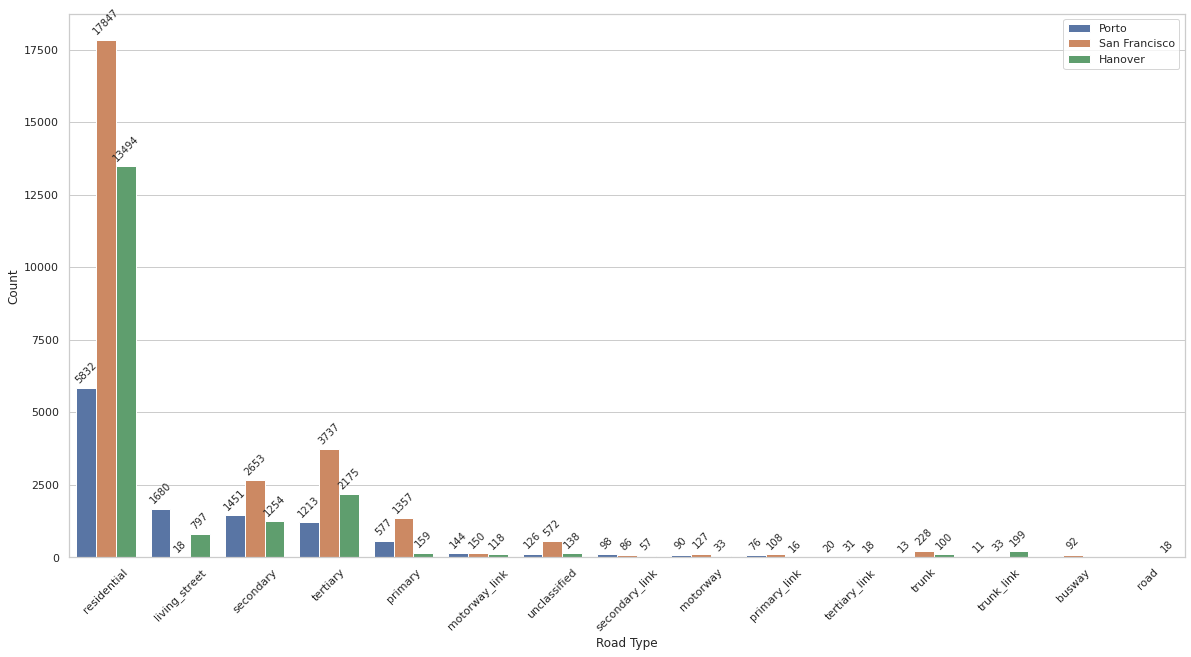 Porto
San Francisco
Hanover
Count
17500
15000
12500
10000
7500
5000
2500
0
5832 17847 13494
1680 18 797
1451 2653 1254
1213 3737 2175
577 1357 159
144 150 118
126 572 138
98 86 57
90 127 33
76 108 16
20 31 18
13 228 100
11 33 199
92
18
residential
living_street
secondary
tertiary
primary
motorway_link
unclassified
secondary_link
motorway
primary_link
tertiary_link
trunk
trunk_link
busway
road
Road Type